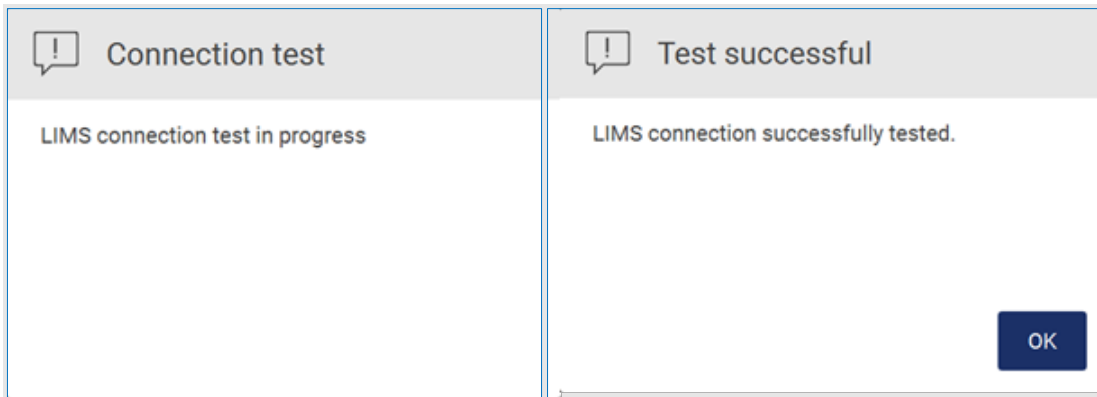 Connection test
LIMS connection test in progress
Test successful
LIMS connection successfully tested.
OK